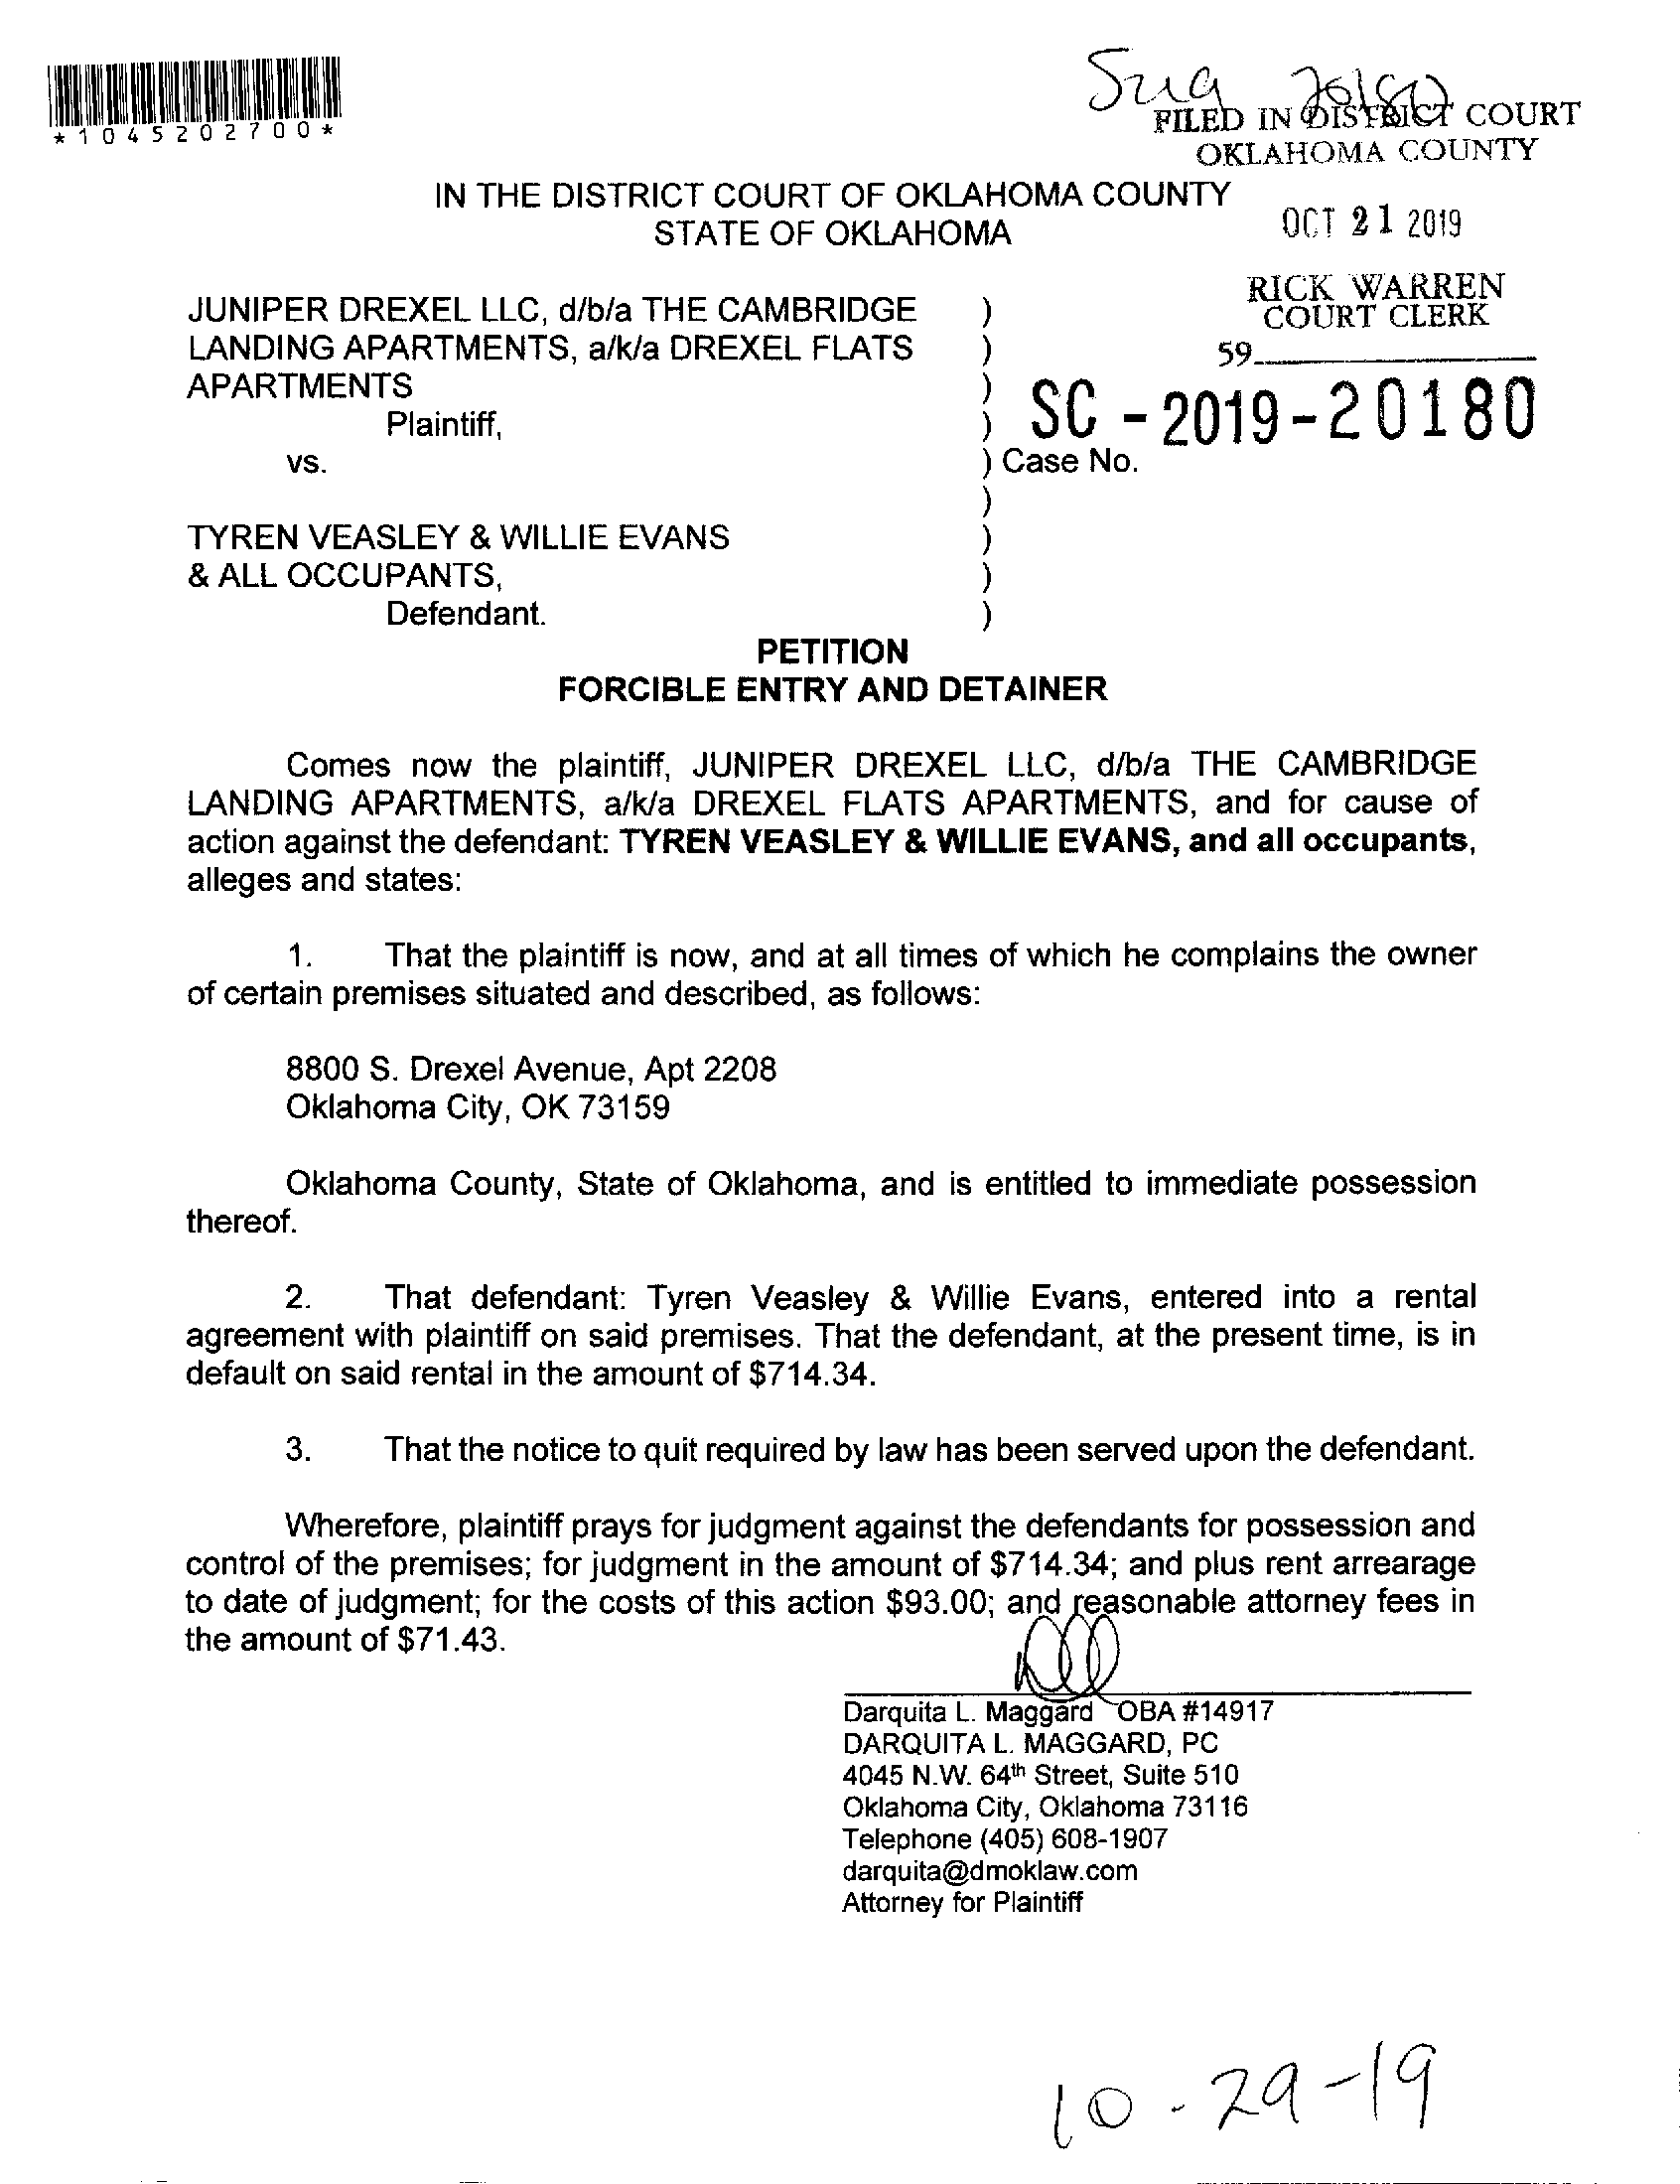 *1045202700*
FILED IN DISTRICT COURT
OKLAHOMA COUNTY
IN THE DISTRICT COURT OF OKLAHOMA COUNTY
STATE OF OKLAHOMA
OCT 21 2019
RICK WARREN
COURT CLERK
59
JUNIPER DREXEL LLC, d/b/a THE CAMBRIDGE )
LANDING APARTMENTS, a/k/a DREXEL FLATS )
APARTMENTS )
SC - 2019 - 20180
Plaintiff, )
vs. ) Case No.
)
TYREN VEASLEY & WILLIE EVANS )
& ALL OCCUPANTS, )
Defendant. )
PETITION
FORCIBLE ENTRY AND DETAINER
Comes now the plaintiff, JUNIPER DREXEL LLC, d/b/a THE CAMBRIDGE
LANDING APARTMENTS, a/k/a DREXEL FLATS APARTMENTS, and for cause of
action against the defendant: TYREN VEASLEY & WILLIE EVANS, and all occupants,
alleges and states:
1. That the plaintiff is now, and at all times of which he complains the owner
of certain premises situated and described, as follows:
8800 S. Drexel Avenue, Apt 2208
Oklahoma City, OK 73159
Oklahoma County, State of Oklahoma, and is entitled to immediate possession
thereof.
2. That defendant: Tyren Veasley & Willie Evans, entered into a rental
agreement with plaintiff on said premises. That the defendant, at the present time, is in
default on said rental in the amount of $714.34.
3. That the notice to quit required by law has been served upon the defendant.
Wherefore, plaintiff prays for judgment against the defendants for possession and
control of the premises; for judgment in the amount of $714.34; and plus rent arrearage
to date of judgment; for the costs of this action $93.00; and reasonable attorney fees in
the amount of $71.43.
Darquita L. Maggard OBA #14917
DARQUITA L. MAGGARD, PC
4045 N.W. 64th Street, Suite 510
Oklahoma City, Oklahoma 73116
Telephone (405) 608-1907
darquita@dmoklaw.com
Attorney for Plaintiff
10-29-19